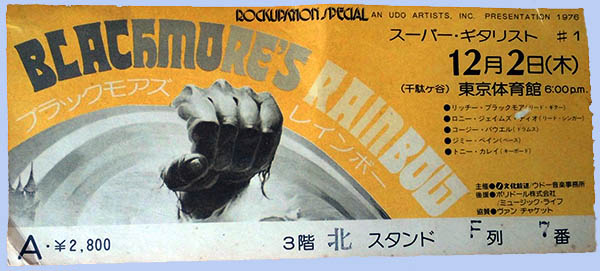 ROCKUPATION SPECIAL AN UDO ARTISTS, INC. PRESENTATION 1976
BLACKMORE'S
RAINBOW
ブラックモアズ
レインボー
スーパー・ギタリスト #1
12月2日(木)
(千駄ケ谷) 東京体育館 6:00p.m.
●リッチー・ブラックモア(リード・ギター)
●ロニー・ジェイムズ・ディオ(リード・シンガー)
●コージー・パウエル(ドラムス)
●ジミー・ベイン(ベース)
●トニー・カレイ(キーボード)
主催●文化放送/ウドー音楽事務所
後援●ポリドール株式会社
/ミュージック・ライフ
協賛●ヴァン ヂャケット
A・¥2,800
3階 北 スタンド F 列 7 番